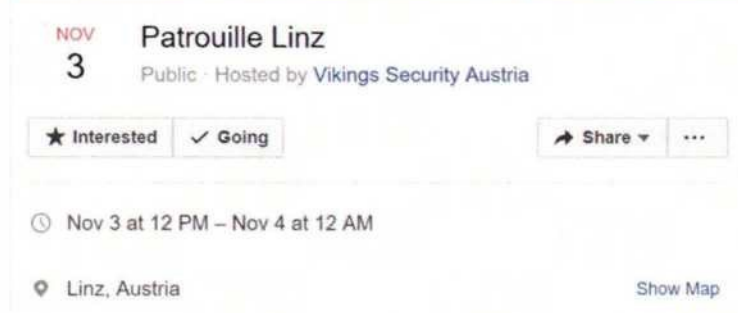 NOV
3
Patrouille Linz
Public · Hosted by Vikings Security Austria
Interested
Going
Share
...
Nov 3 at 12 PM – Nov 4 at 12 AM
Linz, Austria
Show Map